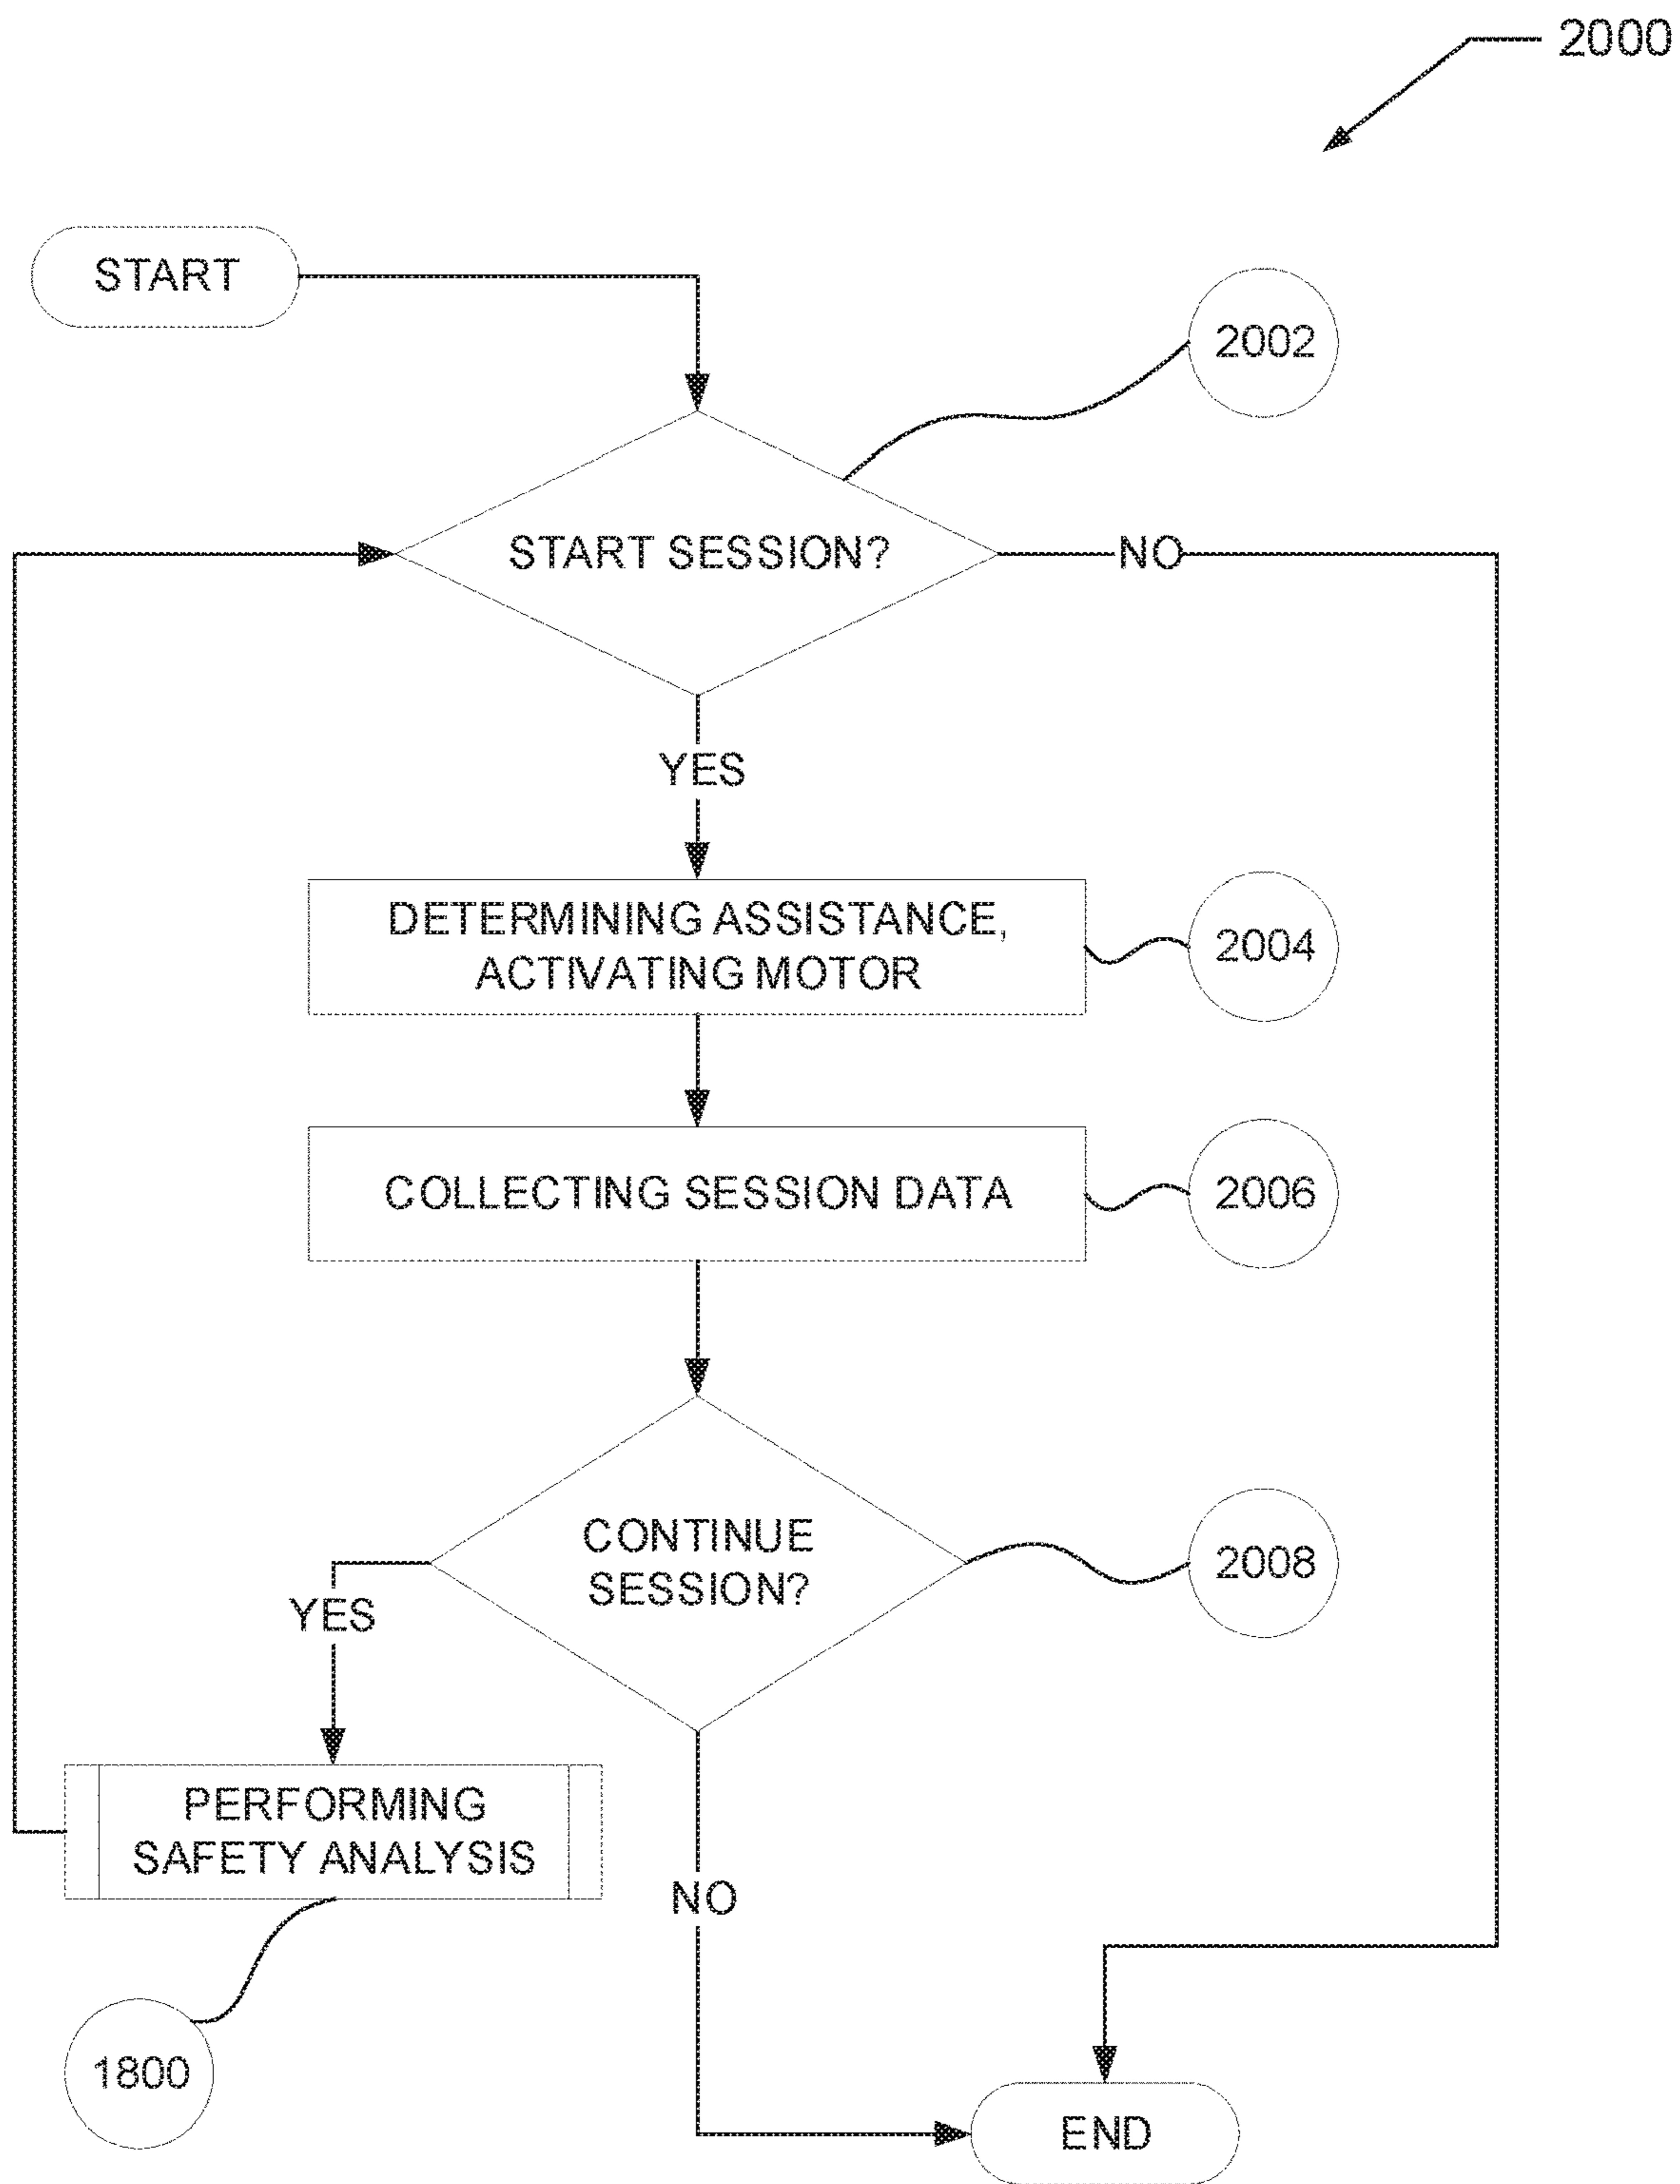 2000
START
2002
START SESSION?
NO
YES
DETERMINING ASSISTANCE,
ACTIVATING MOTOR
2004
COLLECTING SESSION DATA
2006
CONTINUE
SESSION?
2008
YES
PERFORMING
SAFETY ANALYSIS
NO
1800
END